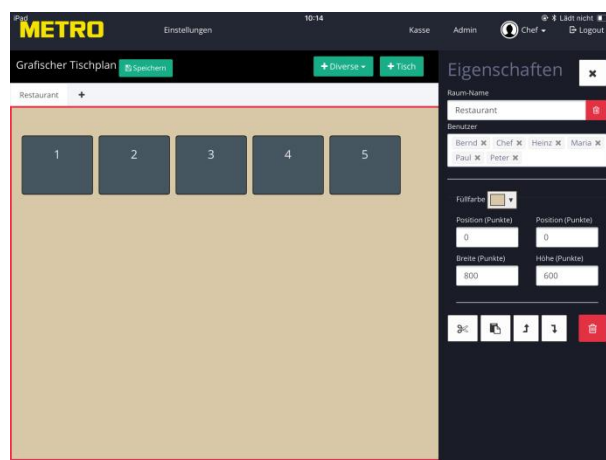 iPad
10:14
Lädt nicht
METRO
Einstellungen
Kasse
Admin
Chef
Logout
Grafischer Tischplan
Speichern
+ Diverse
+ Tisch
Restaurant +
1 2 3 4 5
Eigenschaften
Raum-Name
Restaurant
Benutzer
Bernd × Chef × Heinz × Maria ×
Paul × Peter ×
Füllfarbe
Position (Punkte) Position (Punkte)
0 0
Breite (Punkte) Höhe (Punkte)
800 600